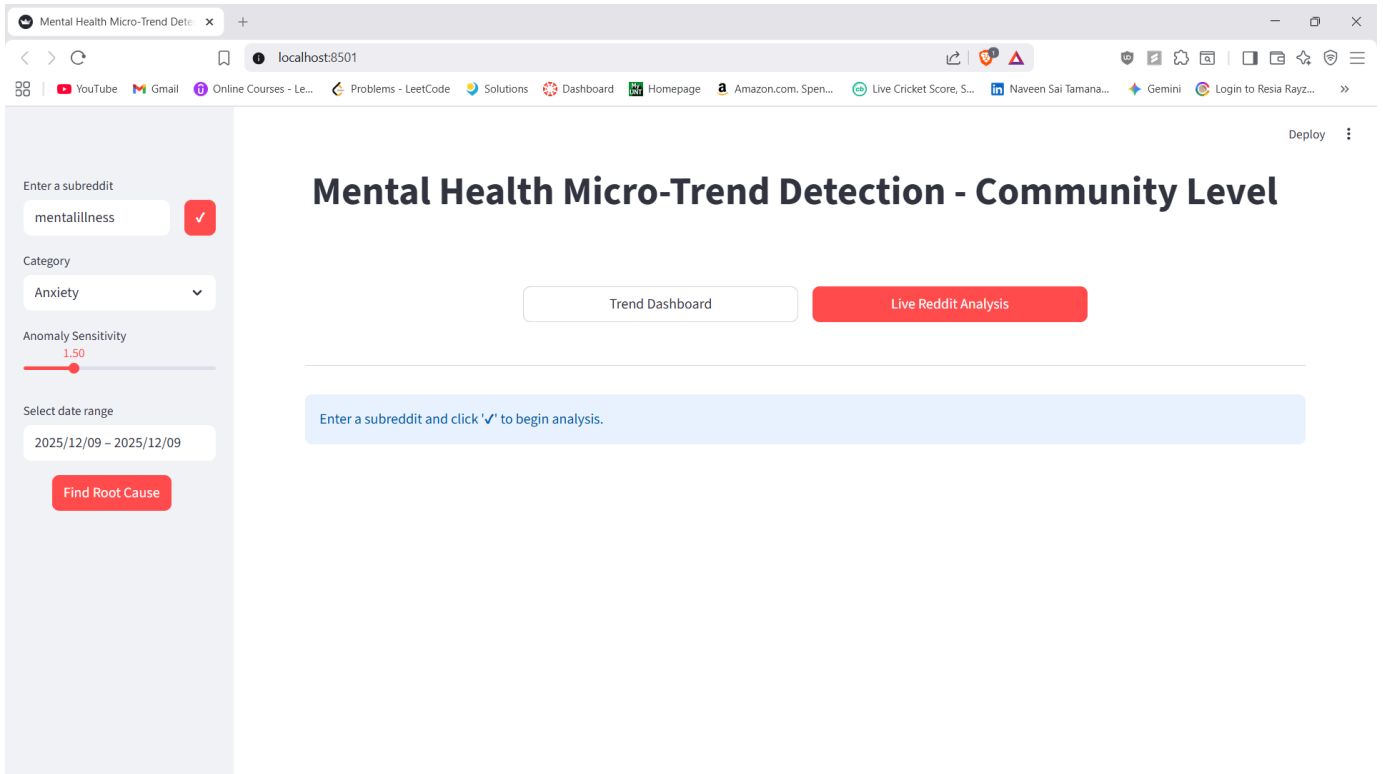 Mental Health Micro-Trend Dete
localhost:8501
1
YouTube
Gmail
Online Courses - Le...
Problems - LeetCode
Solutions
Dashboard
Homepage
Amazon.com. Spen...
Live Cricket Score, S...
Naveen Sai Tamana...
Gemini
Login to Resia Rayz...
Deploy
Enter a subreddit
mentalillness
Category
Anxiety
Anomaly Sensitivity
1.50
Select date range
2025/12/09 – 2025/12/09
Find Root Cause
Mental Health Micro-Trend Detection - Community Level
Trend Dashboard
Live Reddit Analysis
Enter a subreddit and click '✓' to begin analysis.